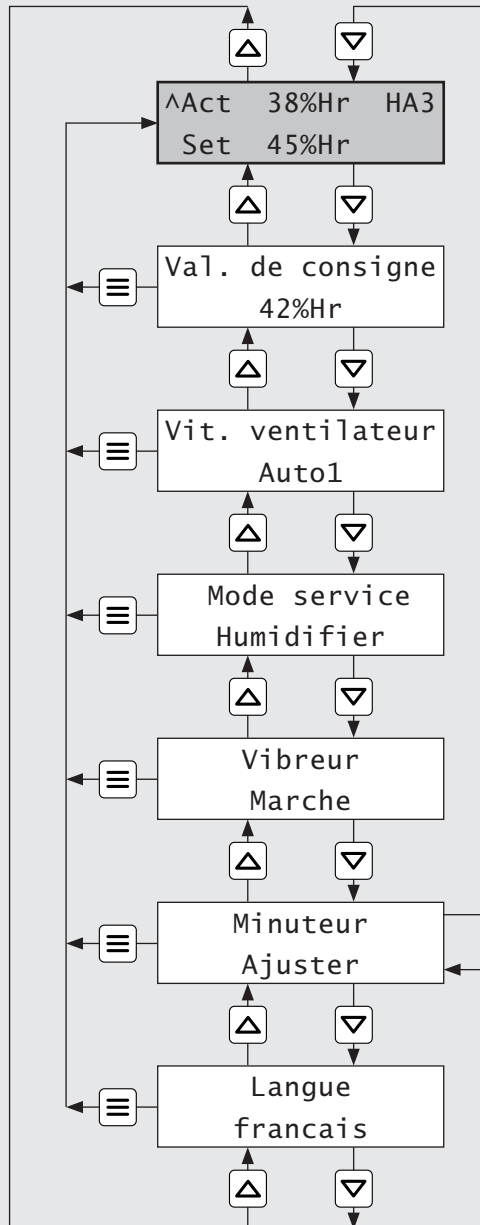 ^Act 38%Hr HA3
Set 45%Hr
Val. de consigne
42%Hr
Vit. ventilateur
Auto1
Mode service
Humidifier
Vibreur
Marche
Minuteur
Ajuster
Langue
francais